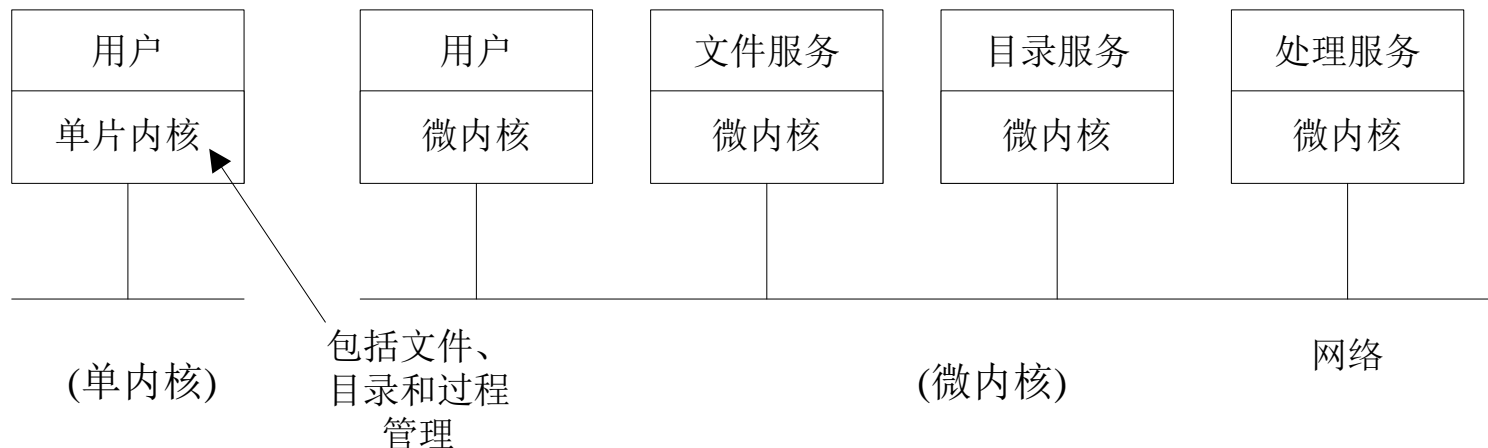 用户
单片内核
用户
微内核
文件服务
微内核
目录服务
微内核
处理服务
微内核
(单内核)
包括文件、
目录和过程
管理
(微内核)
网络